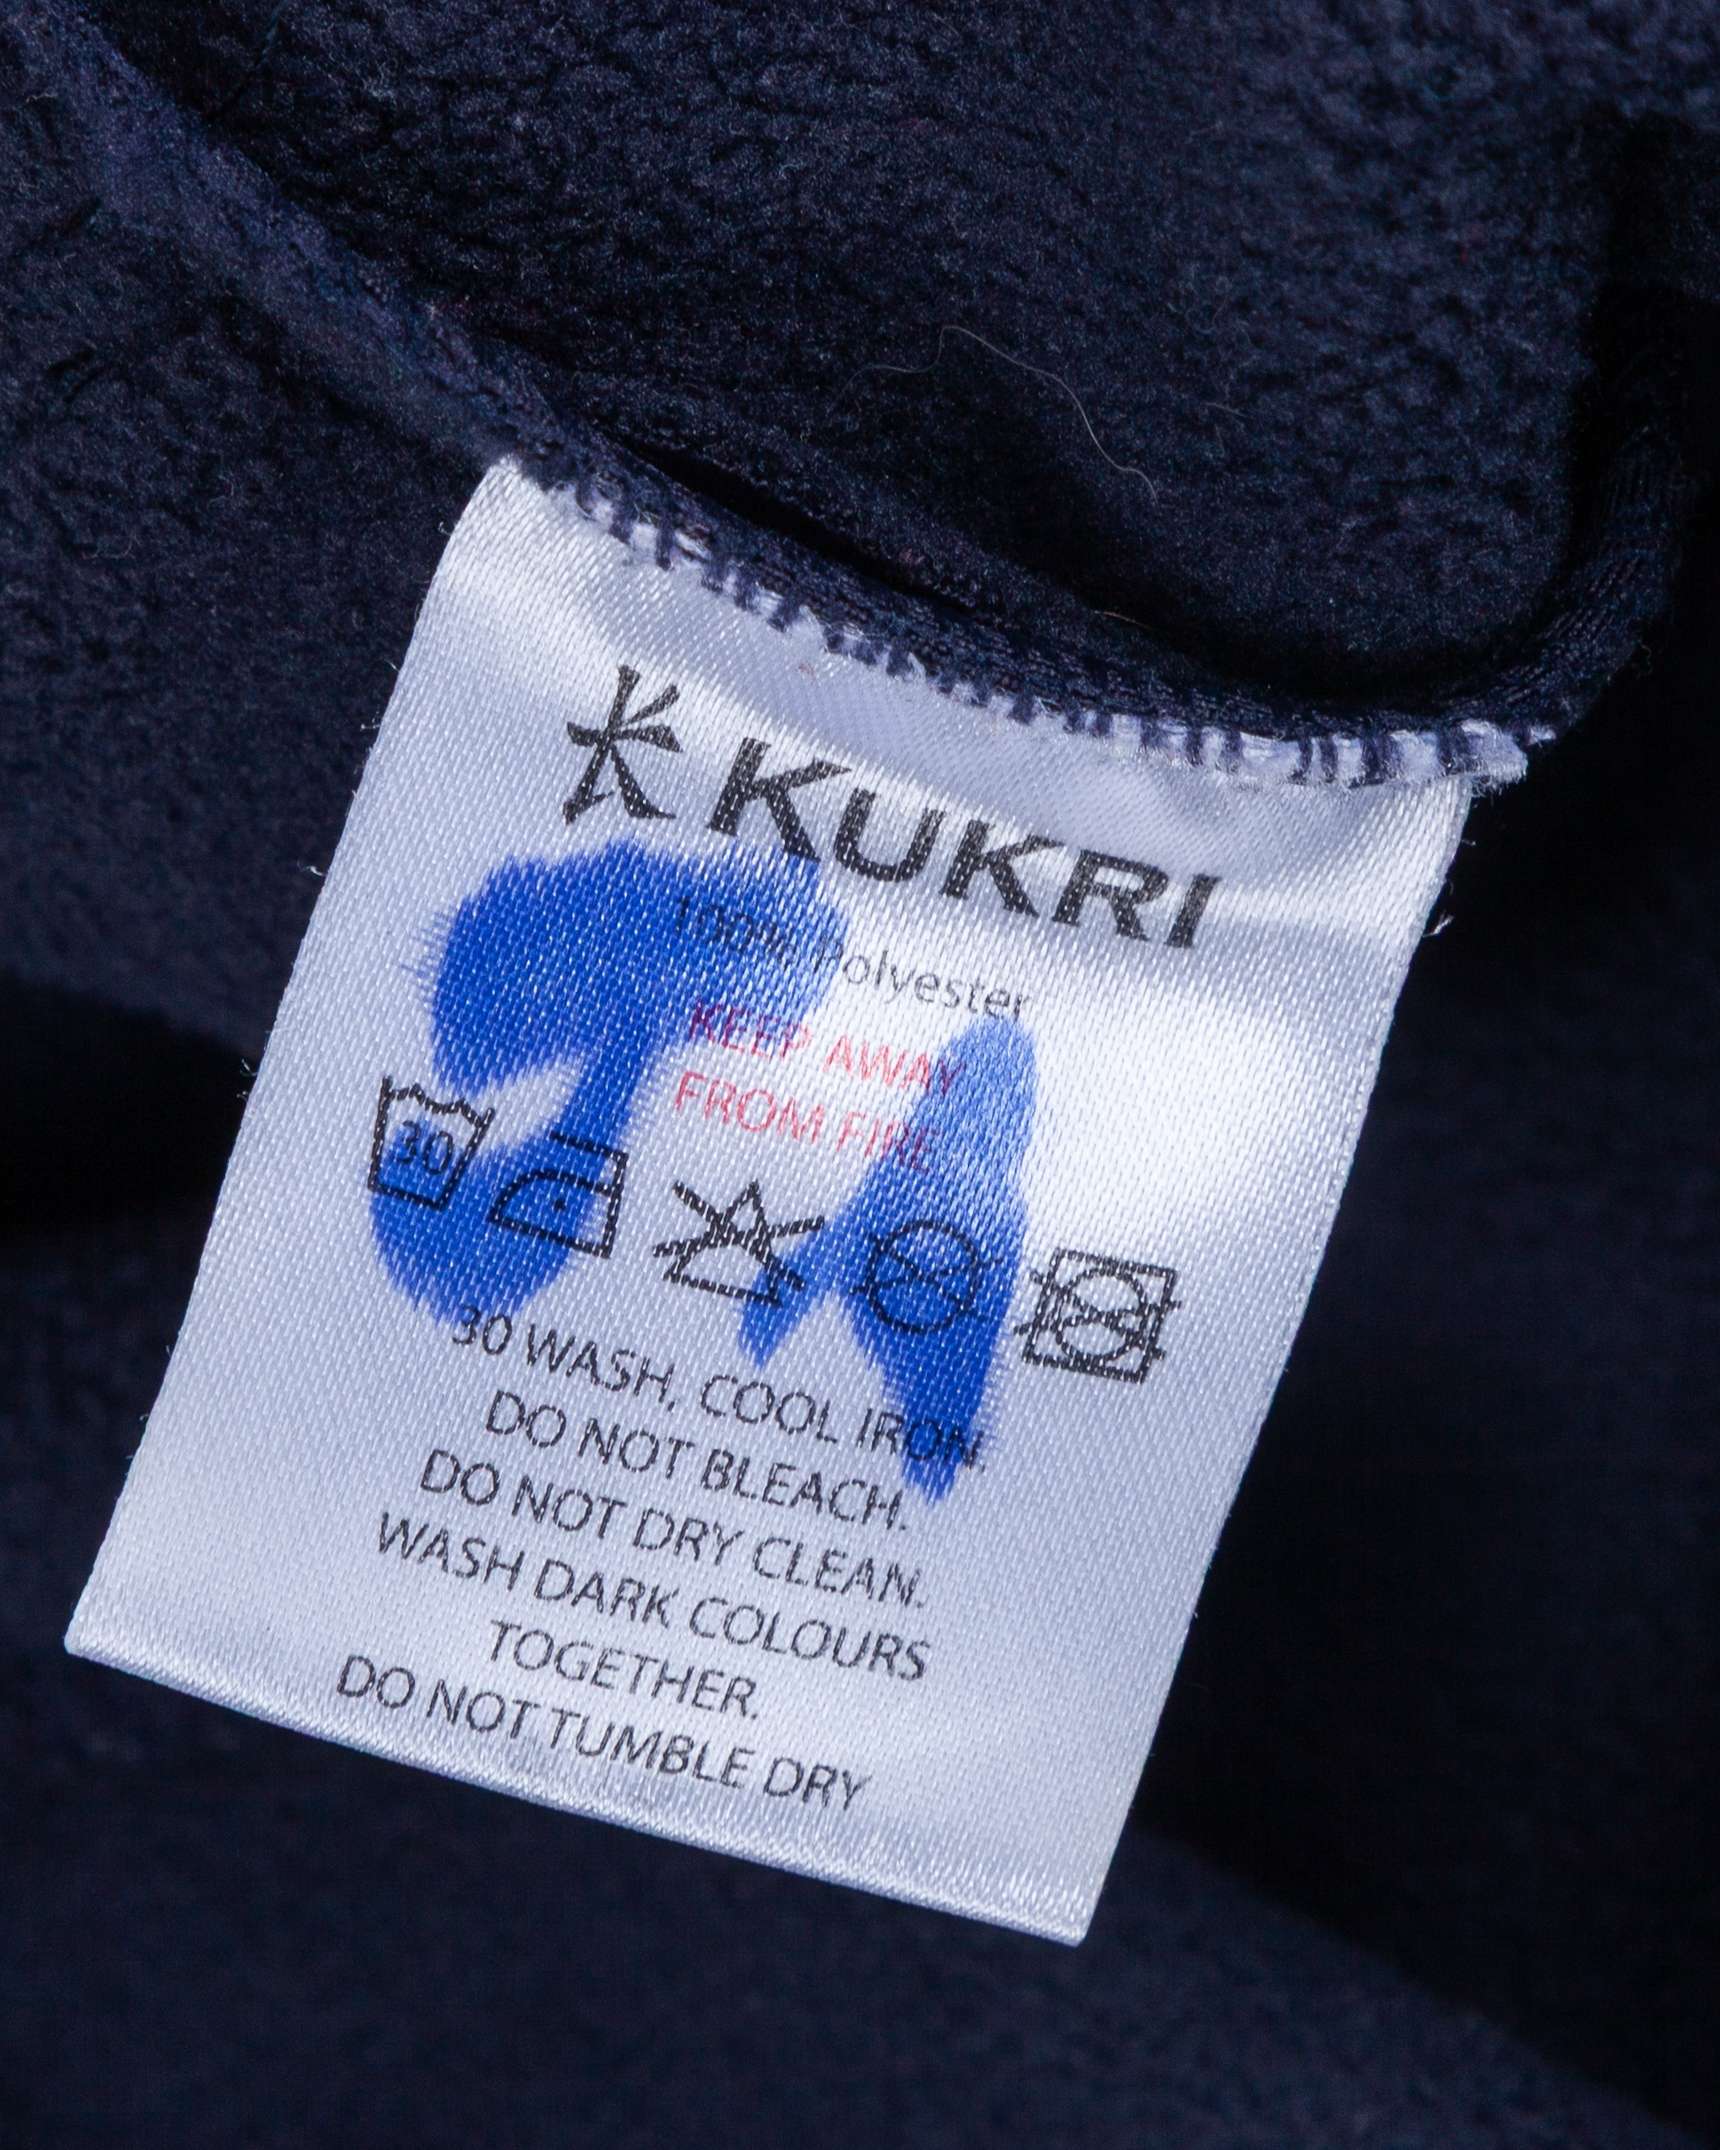 KUKRI
100% Polyester
KEEP AWAY
FROM FIRE
30
30 WASH, COOL IRON.
DO NOT BLEACH.
DO NOT DRY CLEAN.
WASH DARK COLOURS
TOGETHER.
DO NOT TUMBLE DRY